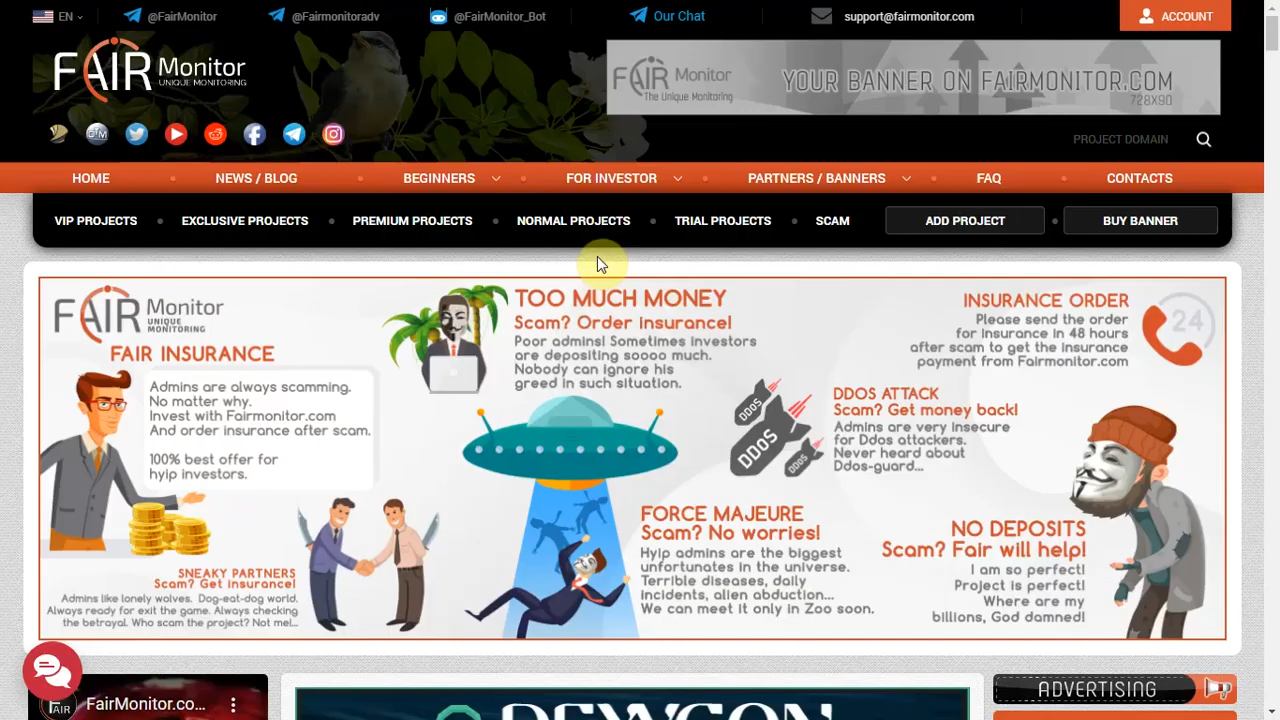 EN
@FairMonitor
@Fairmonitoradv
@FairMonitor_Bot
Our Chat
support@fairmonitor.com
ACCOUNT
FAIR Monitor
UNIQUE MONITORING
FAIR Monitor
The Unique Monitoring
YOUR BANNER ON FAIRMONITOR.COM
728X90
DM
PROJECT DOMAIN
HOME
NEWS / BLOG
BEGINNERS
FOR INVESTOR
PARTNERS / BANNERS
FAQ
CONTACTS
VIP PROJECTS
EXCLUSIVE PROJECTS
PREMIUM PROJECTS
NORMAL PROJECTS
TRIAL PROJECTS
SCAM
ADD PROJECT
BUY BANNER
FAIR Monitor
UNIQUE
MONITORING
FAIR INSURANCE
Admins are always scamming.
No matter why.
Invest with Fairmonitor.com
And order insurance after scam.
100% best offer for
hyip investors.
SNEAKY PARTNERS
Scam? Get insurance!
Admins like lonely wolves. Dog-eat-dog world.
Always ready for exit the game. Always checking
the betrayal. Who scam the project? Not me!...
TOO MUCH MONEY
Scam? Order insurance!
Poor admins! Sometimes investors
are depositing soooo much.
Nobody can ignore his
greed in such situation.
DDOS
DDOS
DDOS
DDOS ATTACK
Scam? Get money back!
Admins are very insecure
for Ddos attackers.
Never heard about
Ddos-guard...
FORCE MAJEURE
Scam? No worries!
Hyip admins are the biggest
unfortunates in the universe.
Terrible diseases, daily
incidents, alien abduction...
We can meet it only in Zoo soon.
INSURANCE ORDER
Please send the order
for insurance in 48 hours
after scam to get the insurance
payment from Fairmonitor.com
24
NO DEPOSITS
Scam? Fair will help!
I am so perfect!
Project is perfect!
Where are my
billions, God damned!
FAIR
FairMonitor.co...
DEWCON
ADVERTISING